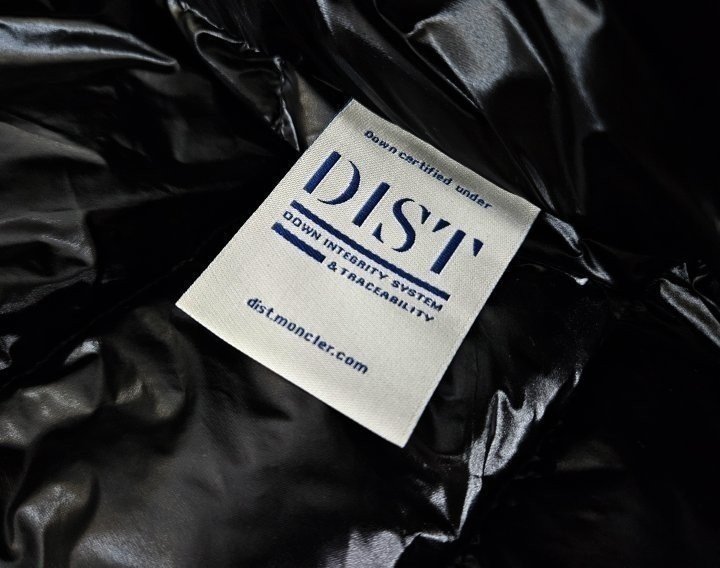 Down certified under
DIST
DOWN INTEGRITY SYSTEM
& TRACEABILITY
dist.moncler.com